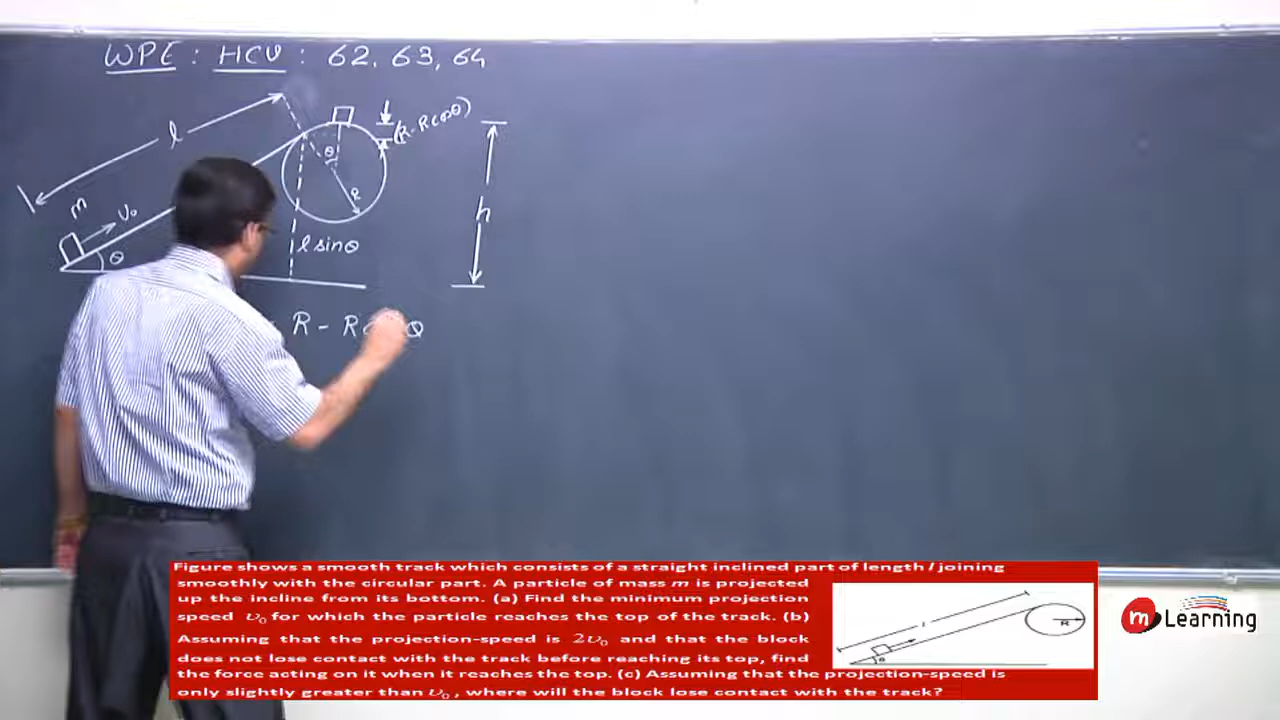 WPE : HCV : 62, 63, 64
l
(R-Rcosθ)
θ
R
m
v₀
θ
l sinθ
h
R - R θ
Figure shows a smooth track which consists of a straight inclined part of length l joining
smoothly with the circular part. A particle of mass m is projected
up the incline from its bottom. (a) Find the minimum projection
speed υ₀ for which the particle reaches the top of the track. (b)
Assuming that the projection-speed is 2υ₀ and that the block
does not lose contact with the track before reaching its top, find
the force acting on it when it reaches the top. (c) Assuming that the projection-speed is
only slightly greater than υ₀, where will the block lose contact with the track?
l
R
θ
m Learning